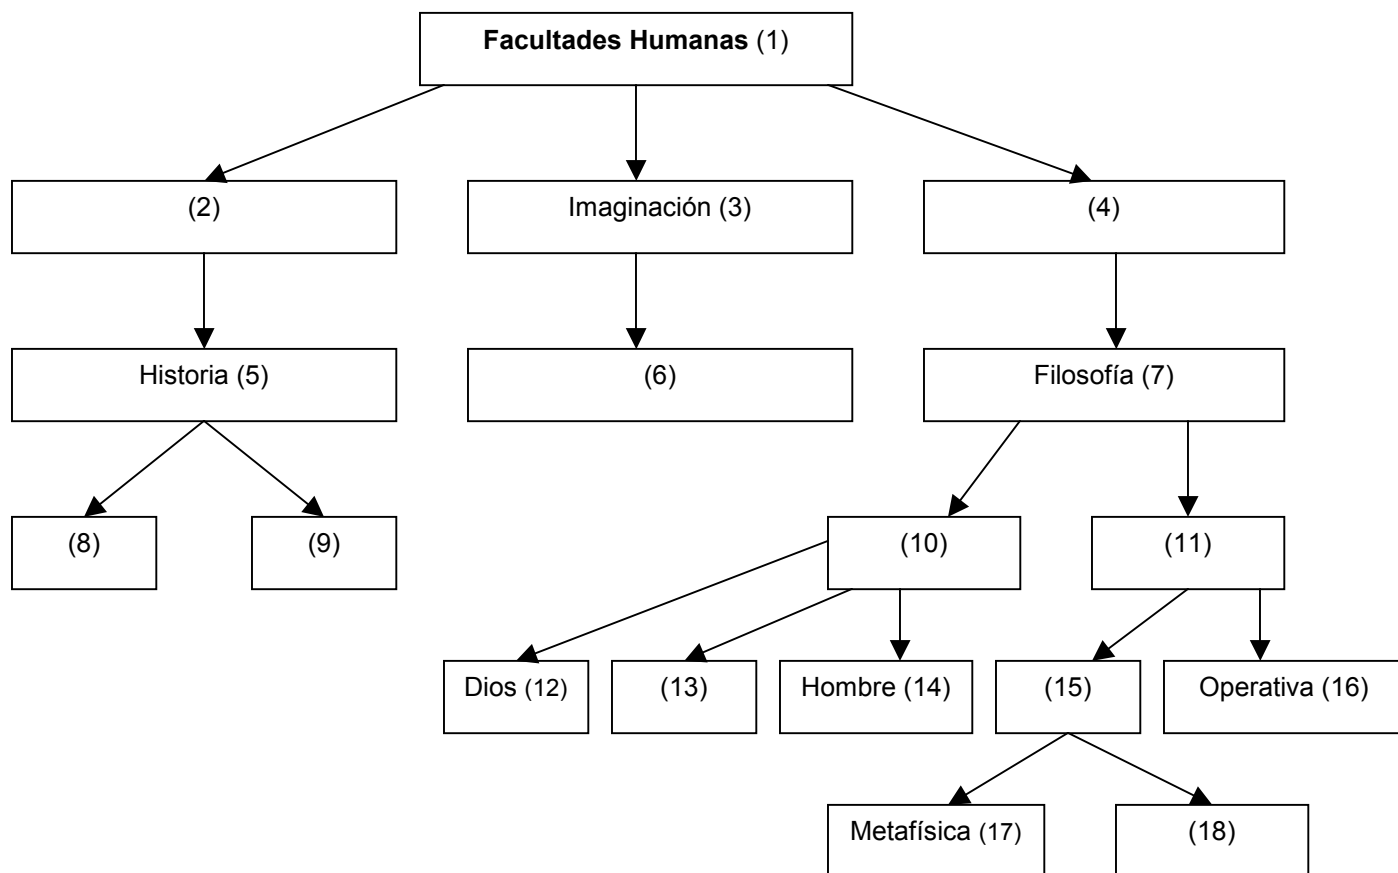 Facultades Humanas (1)
(2)
Imaginación (3)
(4)
Historia (5)
(6)
Filosofía (7)
(8)
(9)
(10)
(11)
Dios (12)
(13)
Hombre (14)
(15)
Operativa (16)
Metafísica (17)
(18)